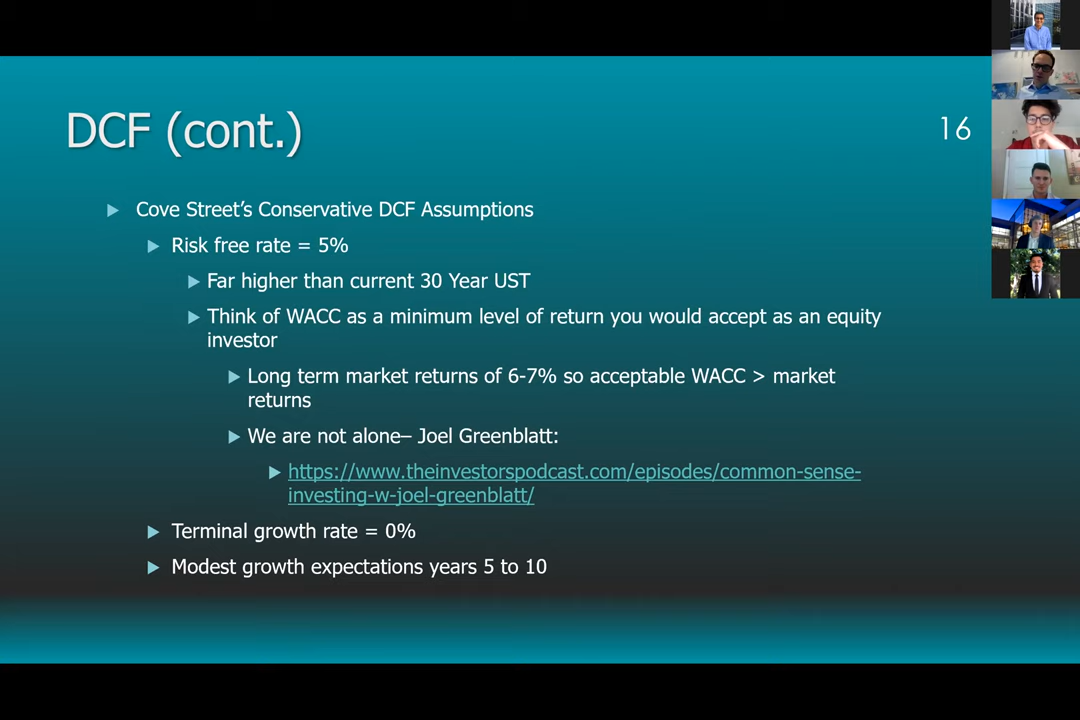 DCF (cont.)
16
Cove Street’s Conservative DCF Assumptions
Risk free rate = 5%
Far higher than current 30 Year UST
Think of WACC as a minimum level of return you would accept as an equity
investor
Long term market returns of 6-7% so acceptable WACC > market
returns
We are not alone– Joel Greenblatt:
https://www.theinvestorspodcast.com/episodes/common-sense-
investing-w-joel-greenblatt/
Terminal growth rate = 0%
Modest growth expectations years 5 to 10